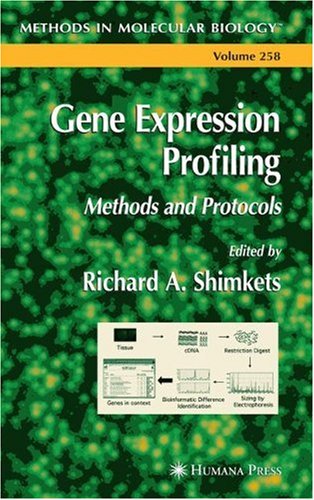 METHODS IN MOLECULAR BIOLOGY™
Volume 258
Gene Expression
Profiling
Methods and Protocols
Edited by
Richard A. Shimkets
Tissue
cDNA
Restriction Digest
Genes in context
Bioinformatic Difference
Identification
Sizing by
Electrophoresis
HUMANA PRESS